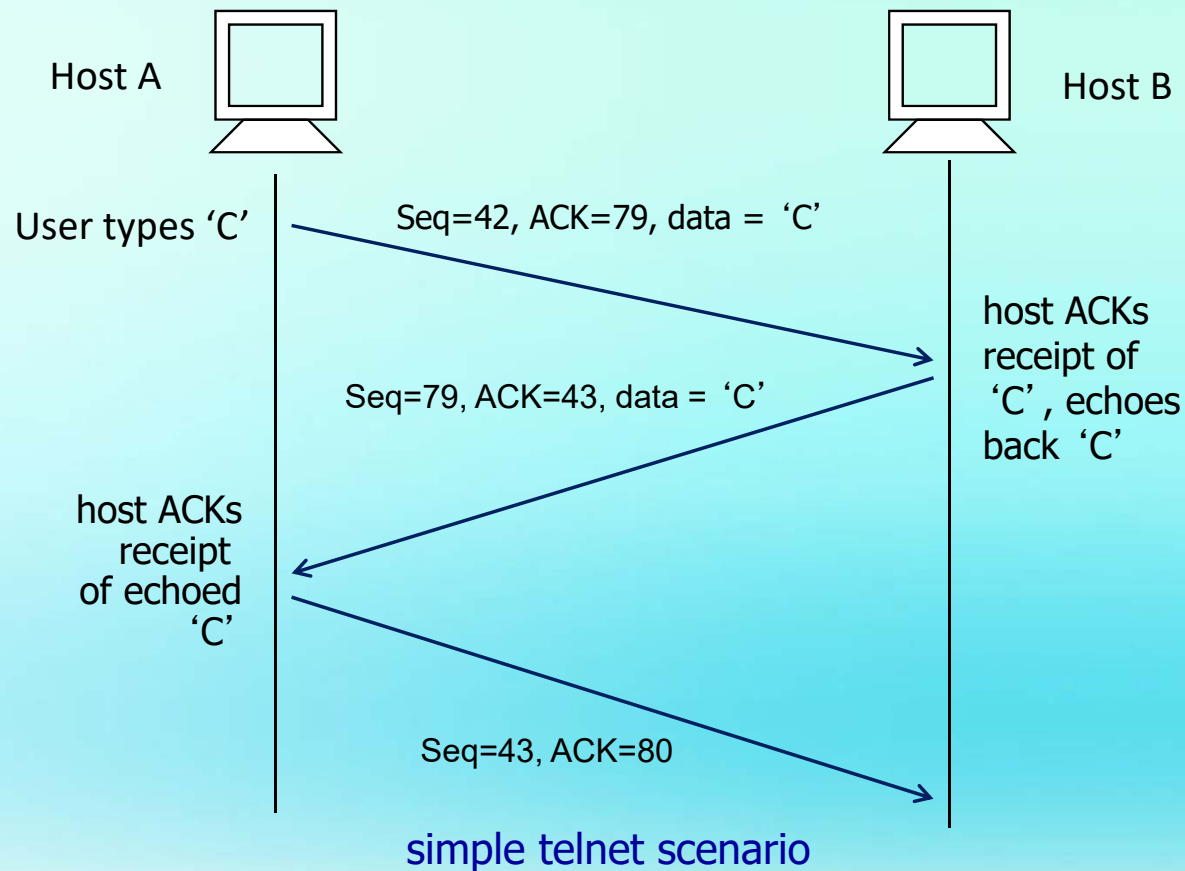 Host A
Host B
User types ‘C’
Seq=42, ACK=79, data = ‘C’
host ACKs
receipt of
‘C’, echoes
back ‘C’
Seq=79, ACK=43, data = ‘C’
host ACKs
receipt
of echoed
‘C’
Seq=43, ACK=80
simple telnet scenario